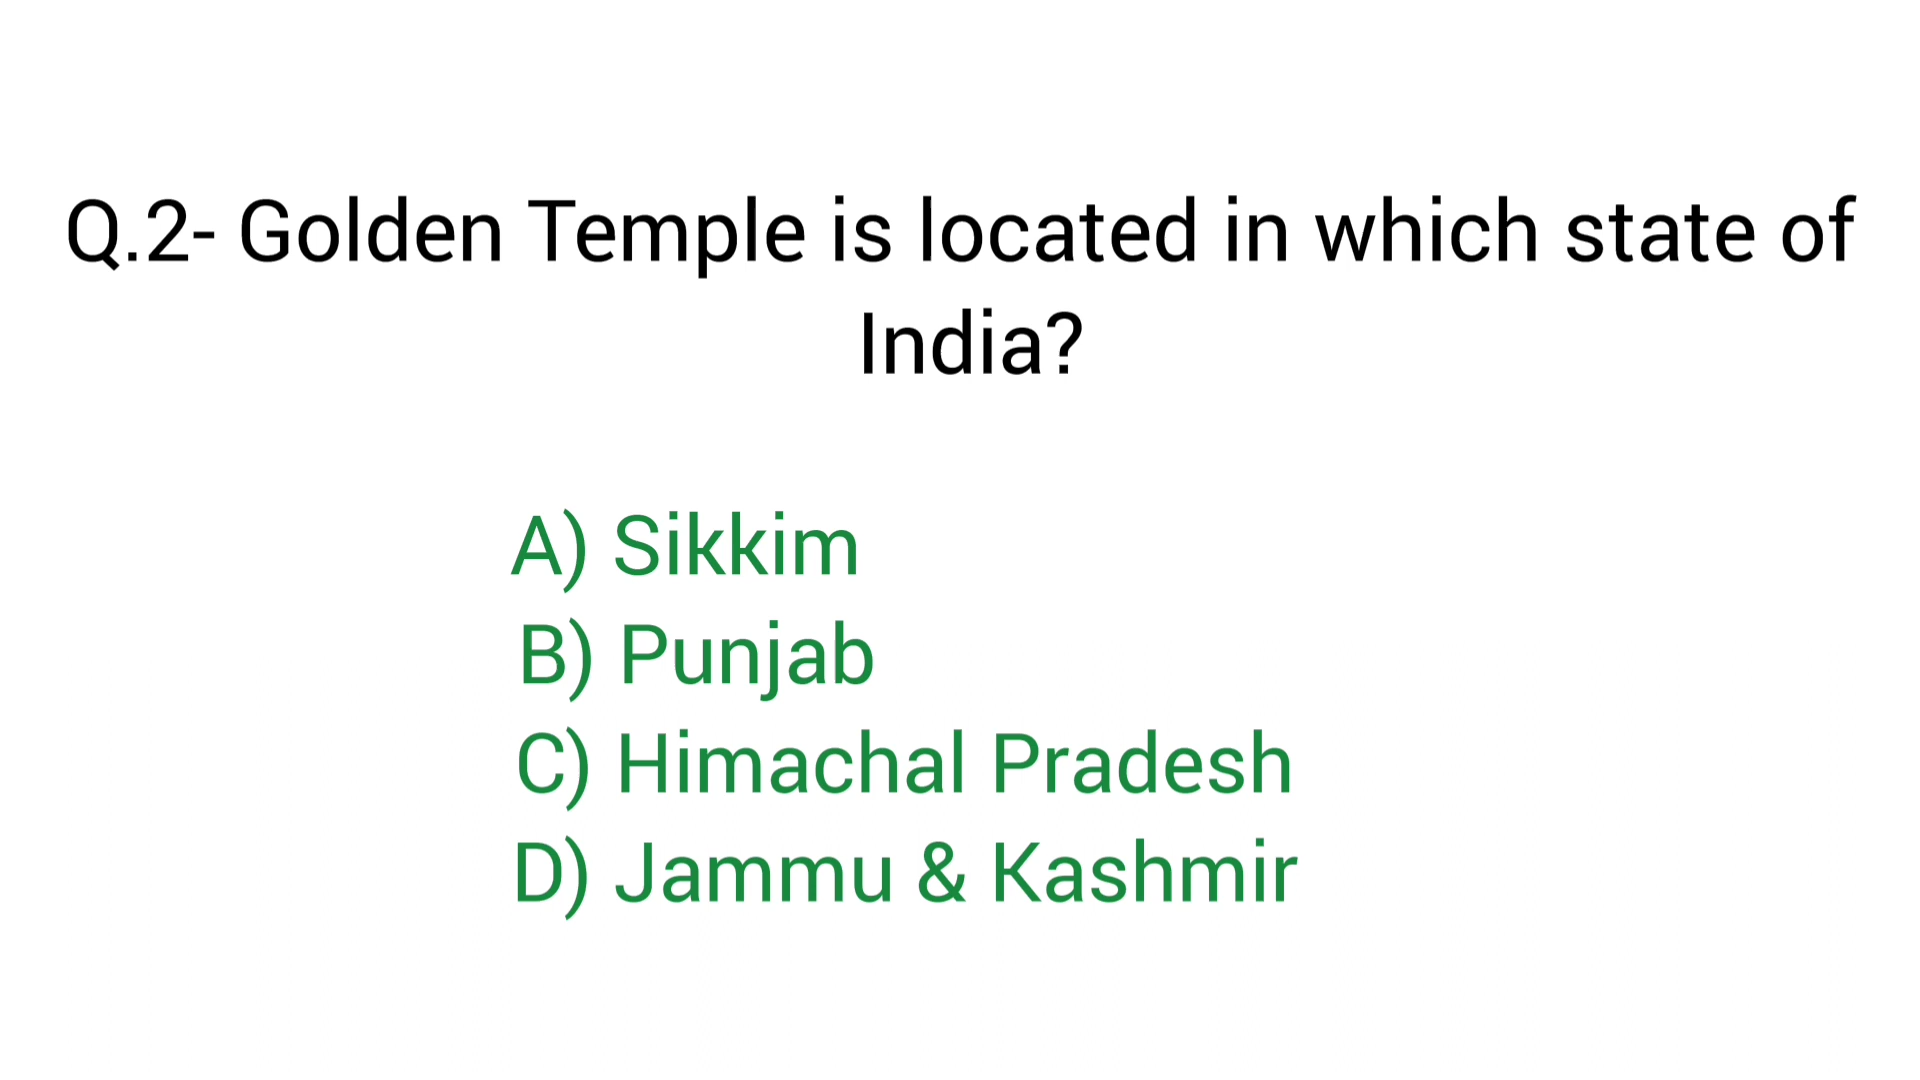 Q.2- Golden Temple is located in which state of
India?
A) Sikkim
B) Punjab
C) Himachal Pradesh
D) Jammu & Kashmir